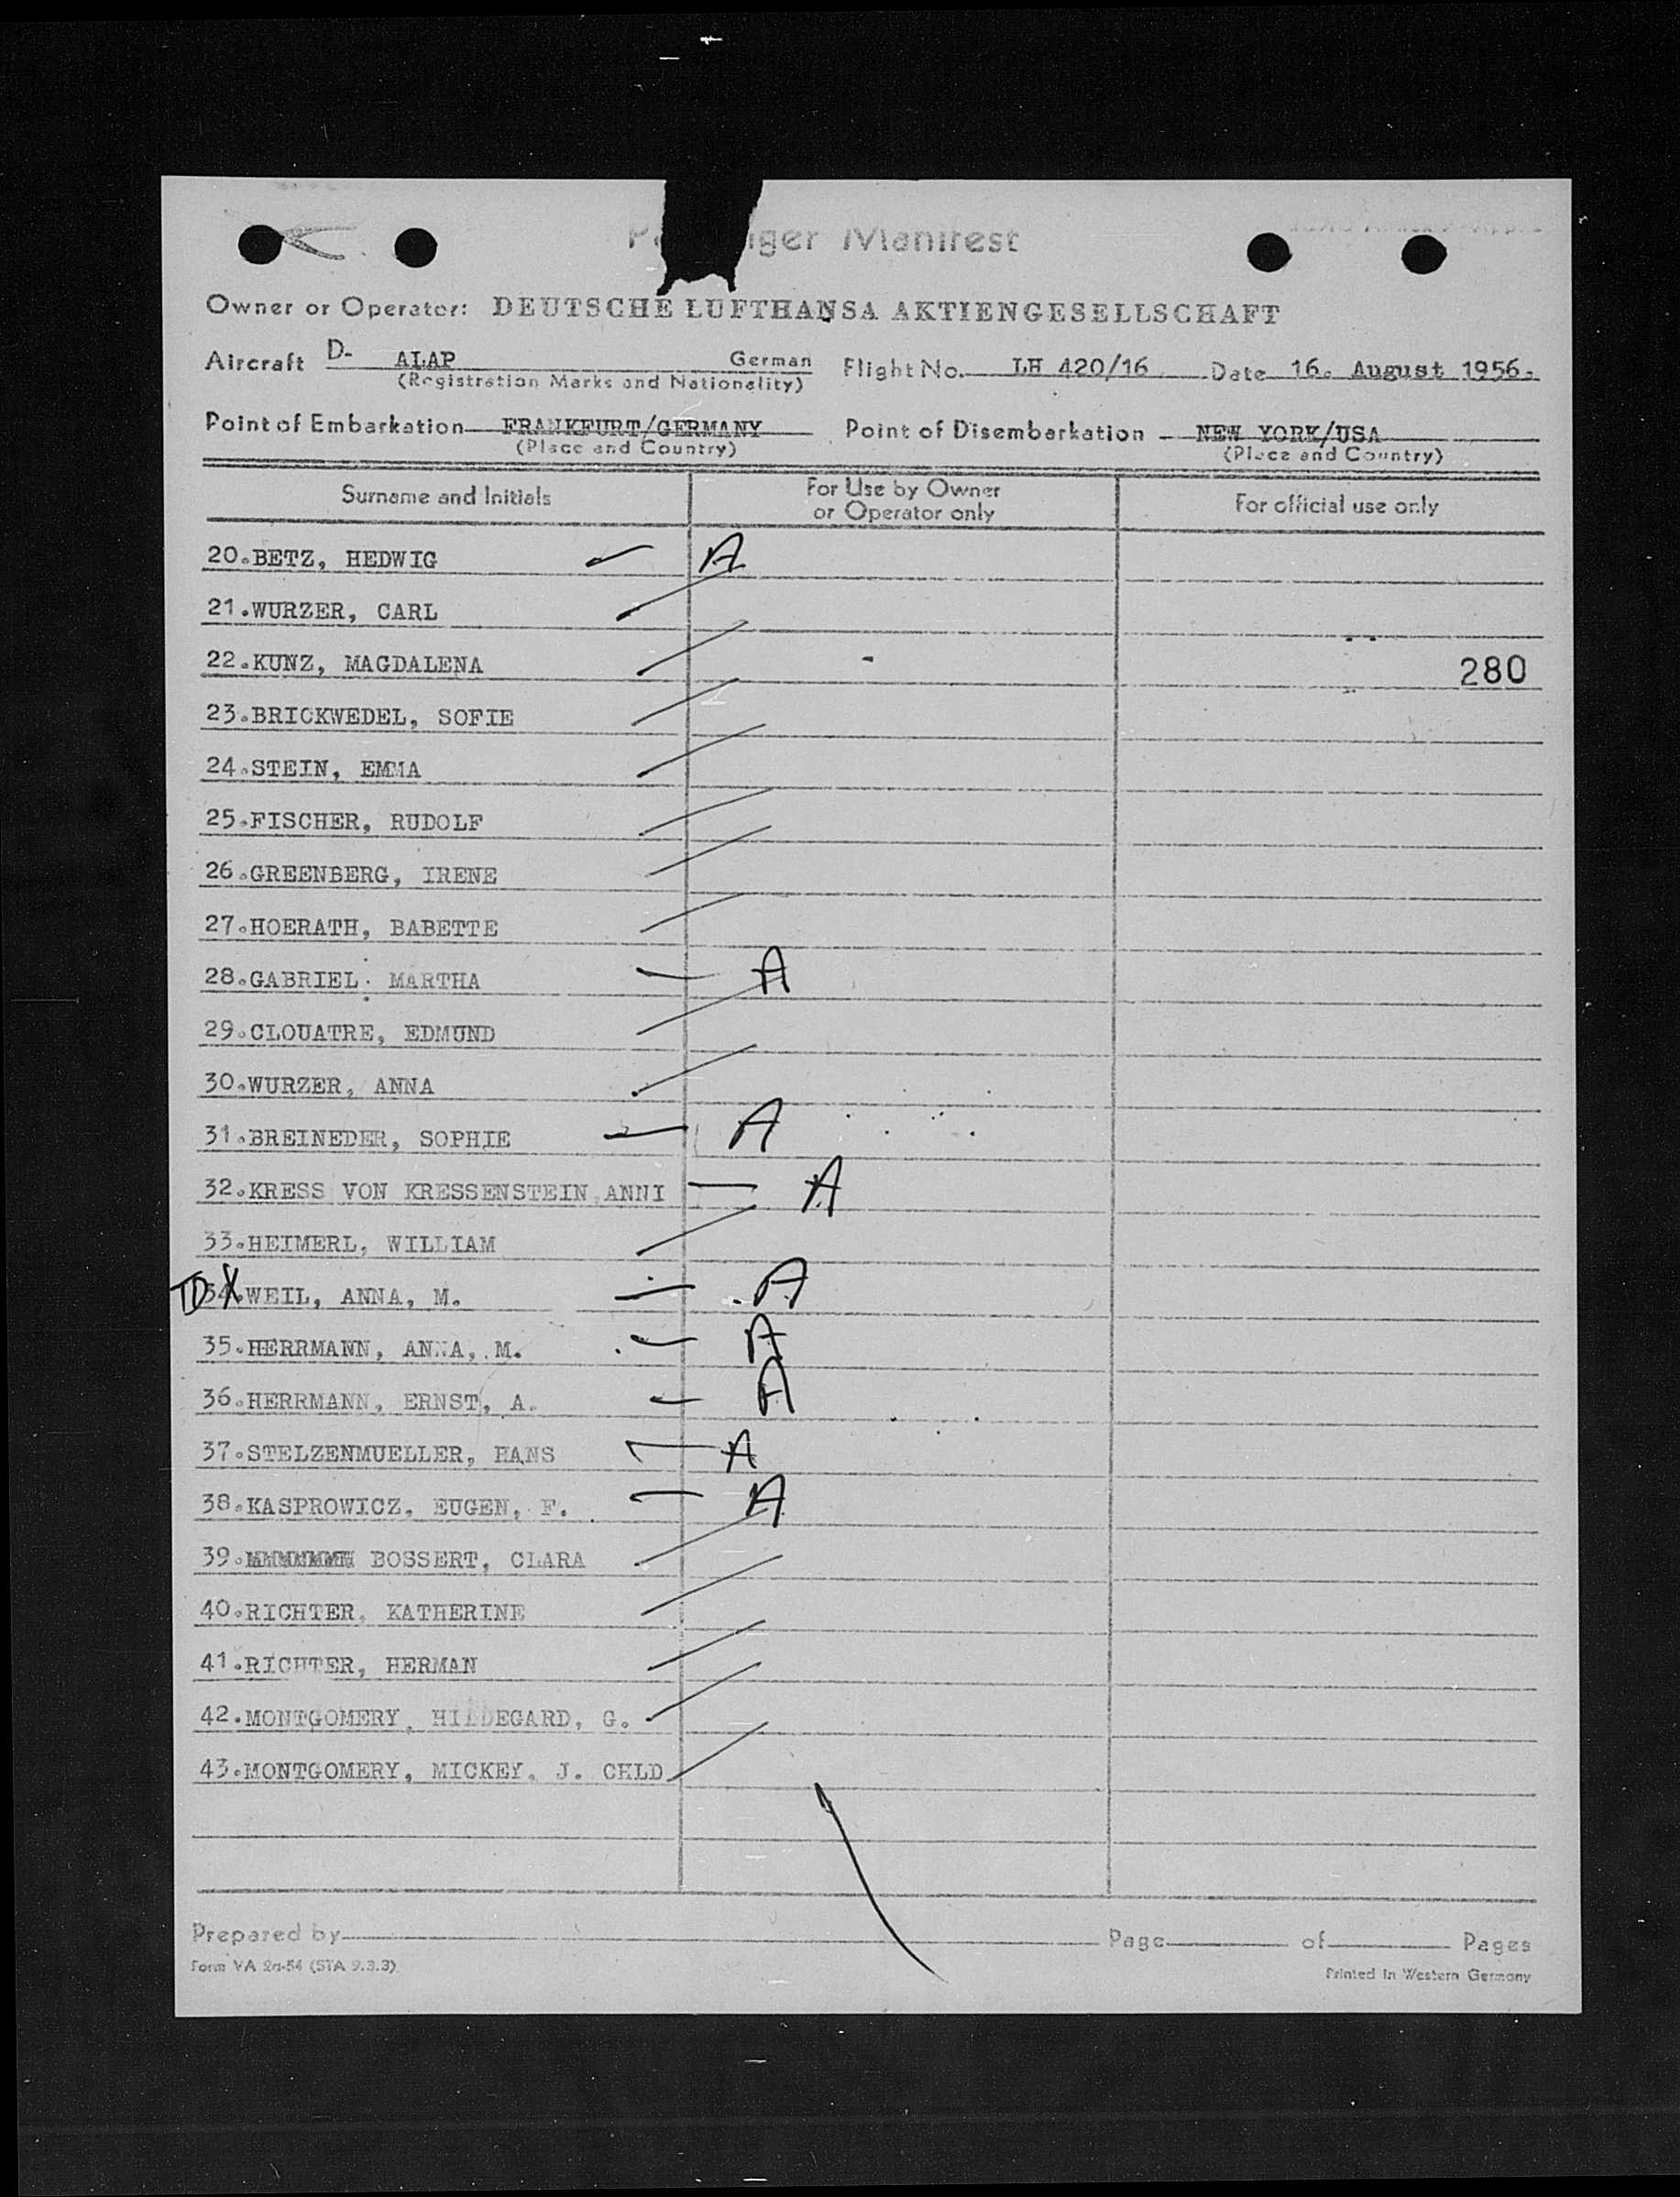 Passenger Manifest
Owner or Operator: DEUTSCHE LUFTHANSA AKTIENGESELLSCHAFT
Aircraft D- ALAP German Flight No. LH 420/16 Date 16. August 1956.
(Registration Marks and Nationality)
Point of Embarkation FRANKFURT/GERMANY Point of Disembarkation NEW YORK/USA
(Place and Country) (Place and Country)
Surname and Initials For Use by Owner or Operator only For official use only
20.BETZ, HEDWIG A
21.WURZER, CARL
22.KUNZ, MAGDALENA 280
23.BRICKWEDEL, SOFIE
24.STEIN, EMMA
25.FISCHER, RUDOLF
26.GREENBERG, IRENE
27.HOERATH, BABETTE
28.GABRIEL, MARTHA A
29.CLOUATRE, EDMUND
30.WURZER, ANNA
31.BREINEDER, SOPHIE A
32.KRESS VON KRESSENSTEIN,ANNI A
33.HEIMERL, WILLIAM
TD X 34.WEIL, ANNA, M. A
35.HERRMANN, ANNA, M. A
36.HERRMANN, ERNST, A. A
37.STELZENMUELLER, HANS A
38.KASPROWICZ, EUGEN, F. A
39. BOSSERT, CLARA
40.RICHTER, KATHERINE
41.RICHTER, HERMAN
42.MONTGOMERY, HILDEGARD, G.
43.MONTGOMERY, MICKEY, J. CHLD
Prepared by Page of Pages
Form VA 2a-54 (STA 9.3.3) Printed in Western Germany